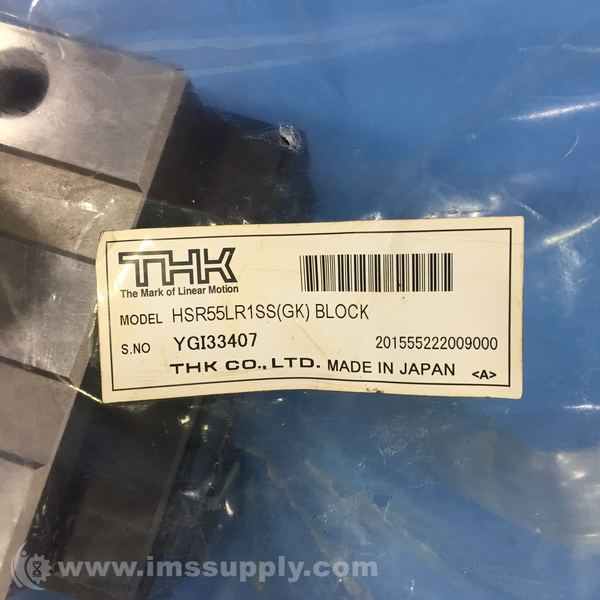 THK
The Mark of Linear Motion
MODEL HSR55LR1SS(GK) BLOCK
S.NO YGI33407 201555222009000
THK CO.,LTD. MADE IN JAPAN <A>
www.imssupply.com